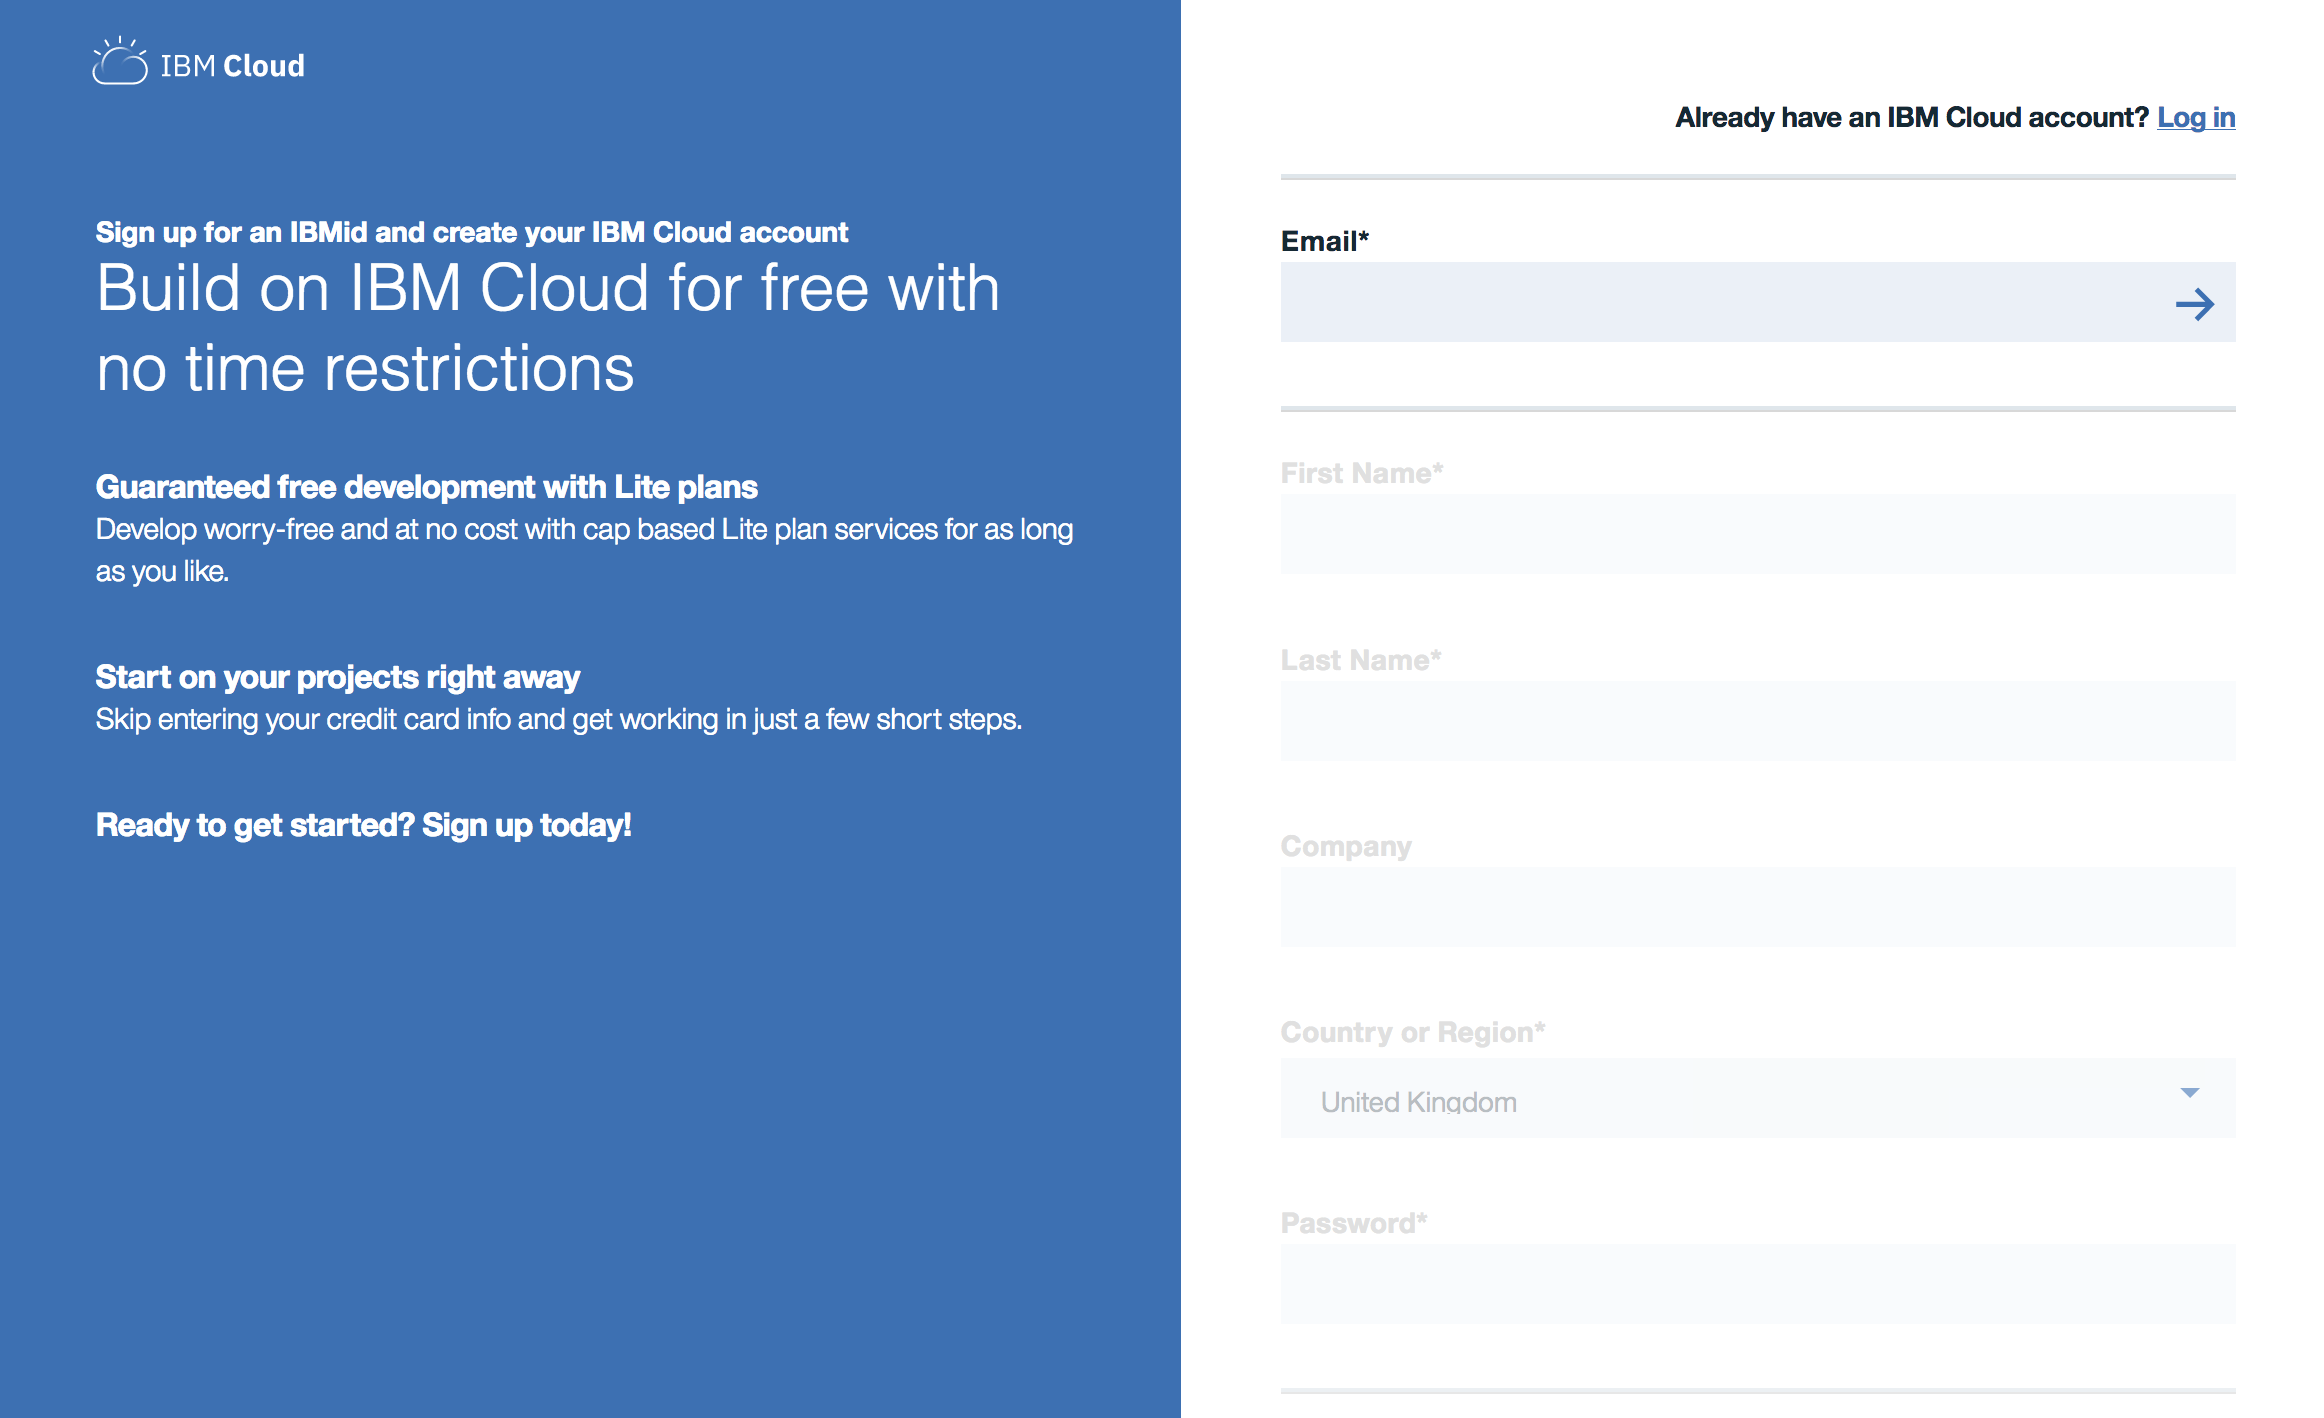 IBM Cloud
Sign up for an IBMid and create your IBM Cloud account
Build on IBM Cloud for free with
no time restrictions
Guaranteed free development with Lite plans
Develop worry-free and at no cost with cap based Lite plan services for as long
as you like.
Start on your projects right away
Skip entering your credit card info and get working in just a few short steps.
Ready to get started? Sign up today!
Already have an IBM Cloud account? Log in
Email*
First Name*
Last Name*
Company
Country or Region*
United Kingdom
Password*